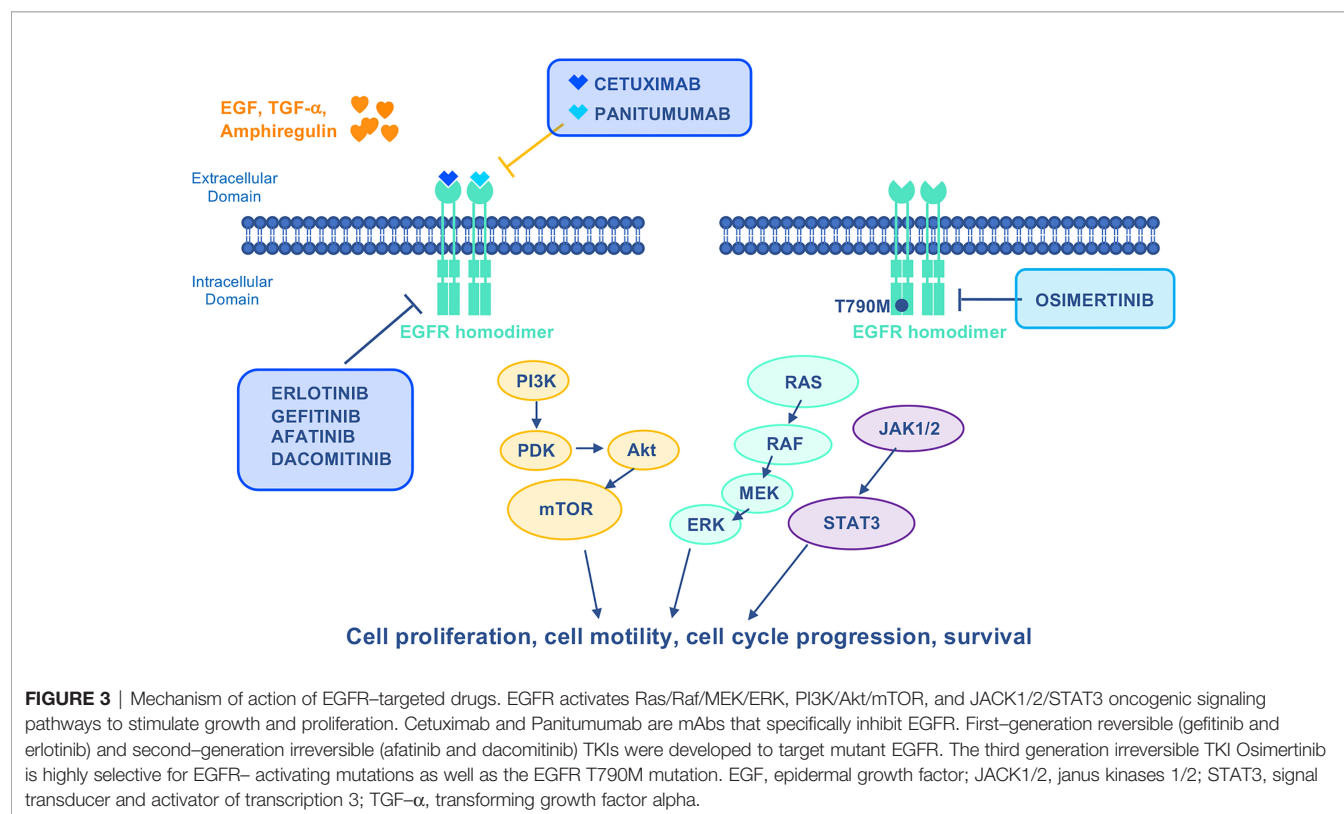 CETUXIMAB
PANITUMUMAB
EGF, TGF-α,
Amphiregulin
Extracellular
Domain
Intracellular
Domain
T790M
OSIMERTINIB
EGFR homodimer
EGFR homodimer
ERLOTINIB
GEFITINIB
AFATINIB
DACOMITINIB
PI3K
PDK
Akt
mTOR
RAS
RAF
MEK
ERK
JAK1/2
STAT3
Cell proliferation, cell motility, cell cycle progression, survival
FIGURE 3 | Mechanism of action of EGFR–targeted drugs. EGFR activates Ras/Raf/MEK/ERK, PI3K/Akt/mTOR, and JACK1/2/STAT3 oncogenic signaling
pathways to stimulate growth and proliferation. Cetuximab and Panitumumab are mAbs that specifically inhibit EGFR. First–generation reversible (gefitinib and
erlotinib) and second–generation irreversible (afatinib and dacomitinib) TKIs were developed to target mutant EGFR. The third generation irreversible TKI Osimertinib
is highly selective for EGFR– activating mutations as well as the EGFR T790M mutation. EGF, epidermal growth factor; JACK1/2, janus kinases 1/2; STAT3, signal
transducer and activator of transcription 3; TGF–α, transforming growth factor alpha.